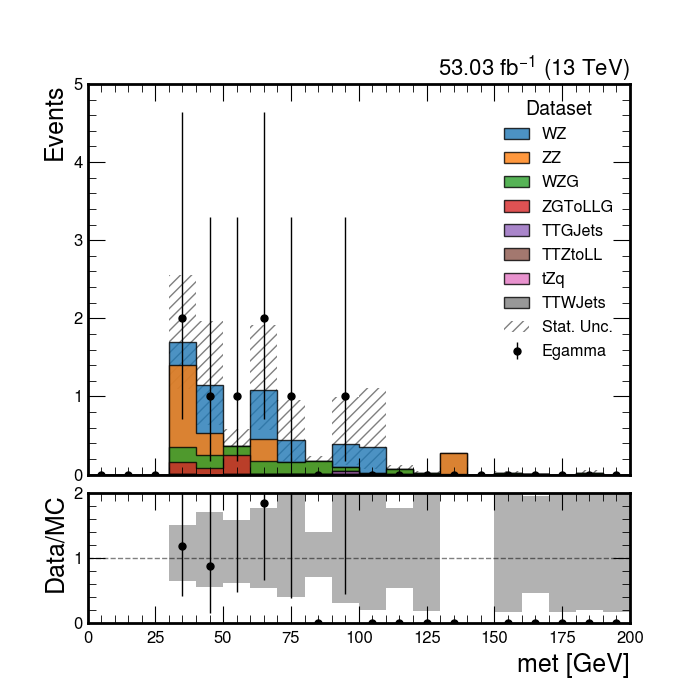 53.03 fb⁻¹ (13 TeV)
Events
5
4
3
2
1
0
Dataset
WZ
ZZ
WZG
ZGToLLG
TTGJets
TTZtoLL
tZq
TTWJets
Stat. Unc.
Egamma
Data/MC
2
1
0
0 25 50 75 100 125 150 175 200
met [GeV]